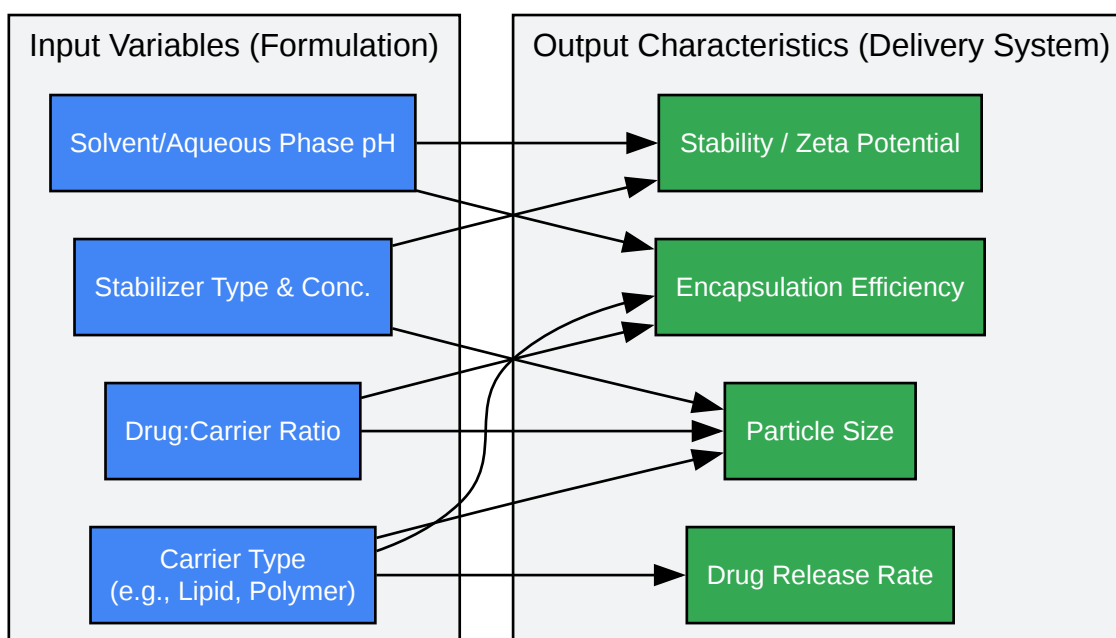 Input Variables (Formulation)
Output Characteristics (Delivery System)
Solvent/Aqueous Phase pH
Stability / Zeta Potential
Stabilizer Type & Conc.
Encapsulation Efficiency
Drug:Carrier Ratio
Particle Size
Carrier Type
(e.g., Lipid, Polymer)
Drug Release Rate